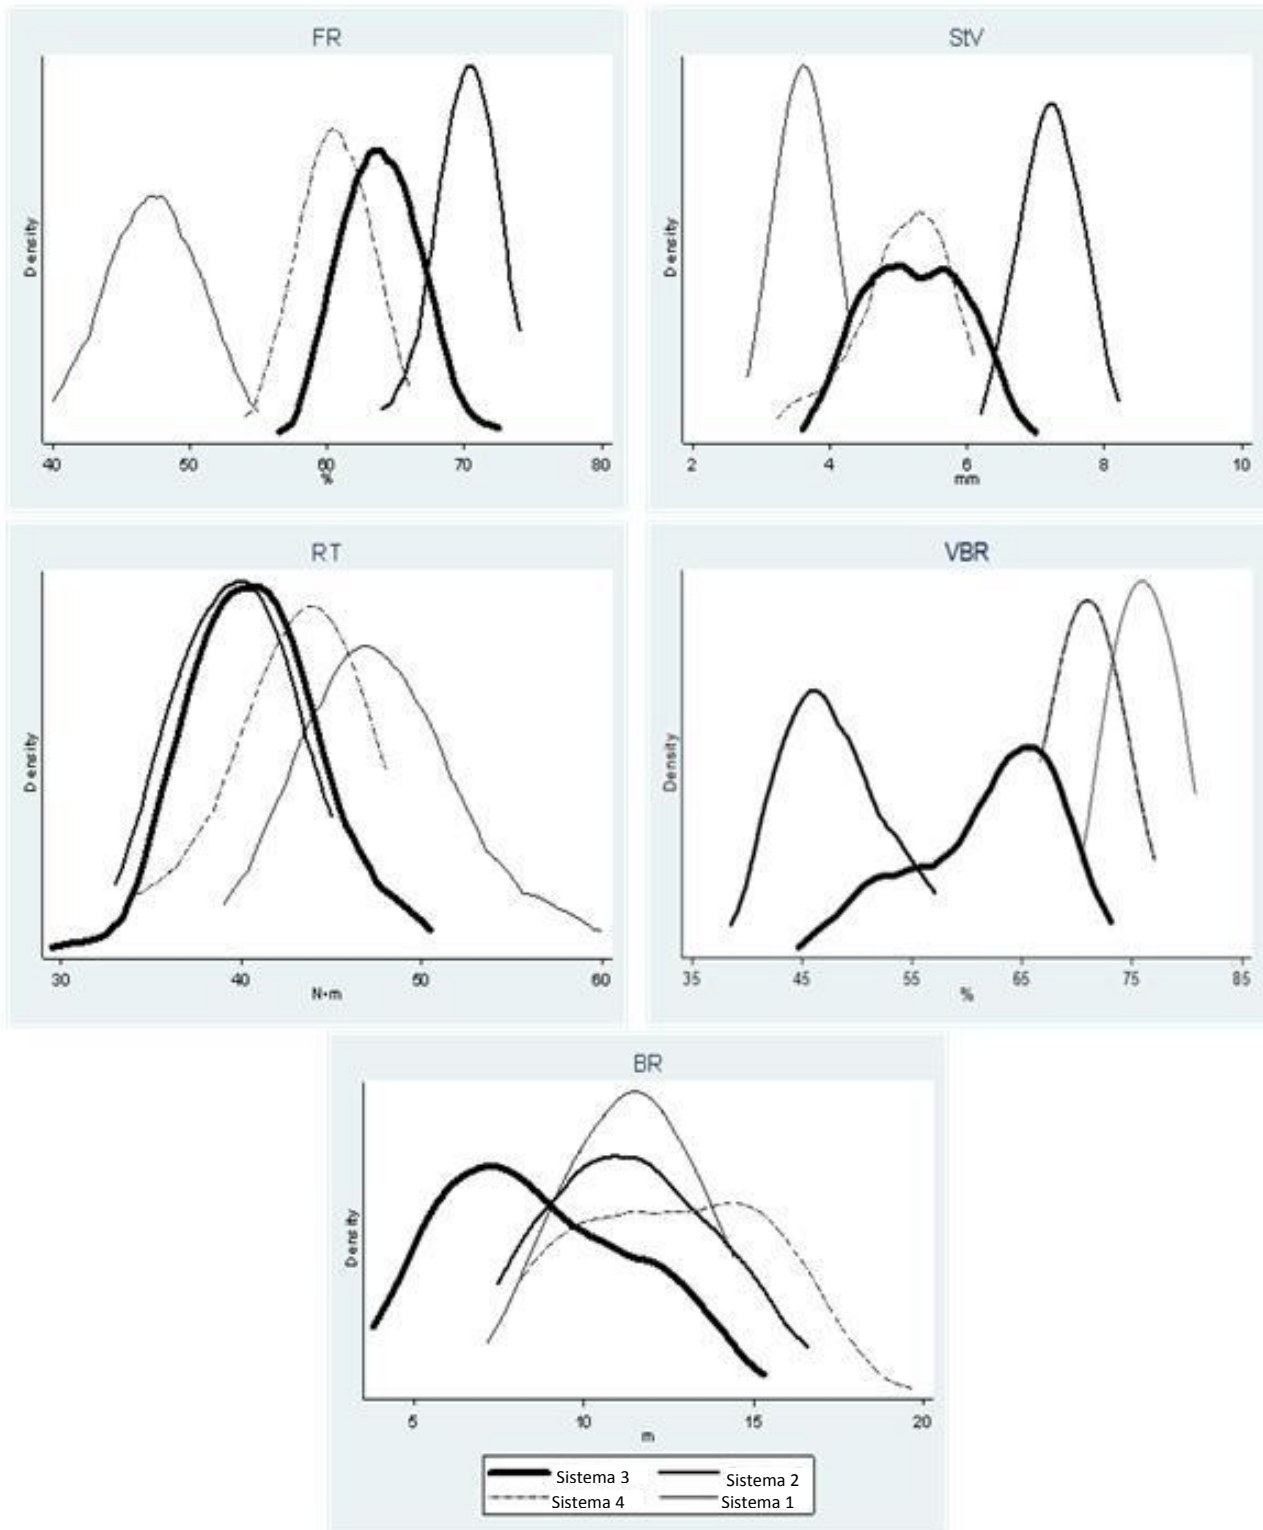 FR
Density
40 50 60 70 80
%
StV
Density
2 4 6 8 10
mm
RT
Density
30 40 50 60
N·m
VBR
Density
35 45 55 65 75 85
%
BR
Density
5 10 15 20
m
Sistema 3 Sistema 2
Sistema 4 Sistema 1